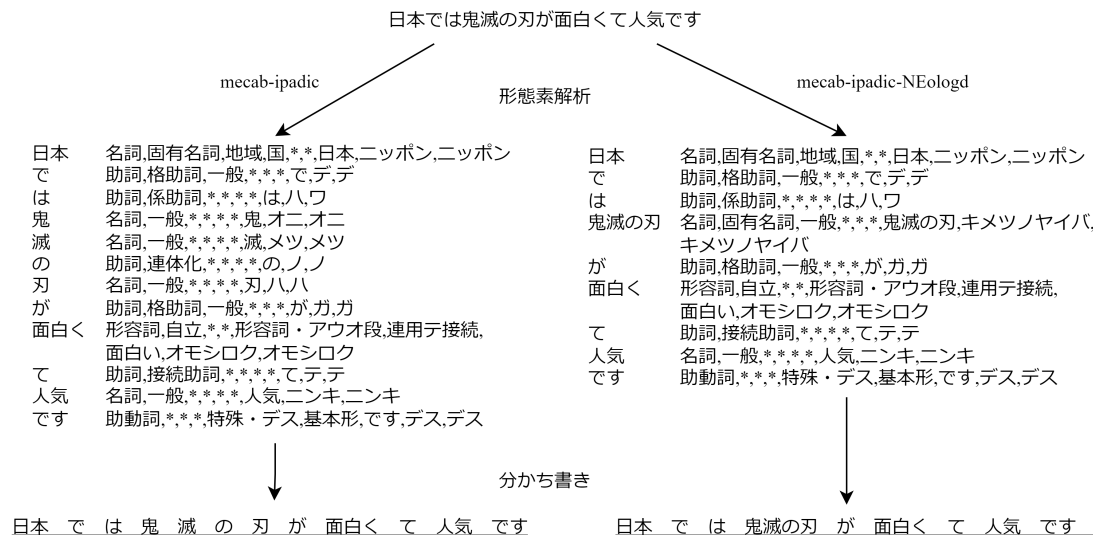 日本では鬼滅の刃が面白くて人気です
mecab-ipadic
mecab-ipadic-NEologd
形態素解析
日本 名詞,固有名詞,地域,国,*,*,日本,ニッポン,ニッポン
で 助詞,格助詞,一般,*,*,*,で,デ,デ
は 助詞,係助詞,*,*,*,*,は,ハ,ワ
鬼 名詞,一般,*,*,*,*,鬼,オニ,オニ
滅 名詞,一般,*,*,*,*,滅,メツ,メツ
の 助詞,連体化,*,*,*,*,の,ノ,ノ
刃 名詞,一般,*,*,*,*,刃,ハ,ハ
が 助詞,格助詞,一般,*,*,*,が,ガ,ガ
面白く 形容詞,自立,*,*,形容詞・アウオ段,連用テ接続,
面白い,オモシロク,オモシロク
て 助詞,接続助詞,*,*,*,*,て,テ,テ
人気 名詞,一般,*,*,*,*,人気,ニンキ,ニンキ
です 助動詞,*,*,*,特殊・デス,基本形,です,デス,デス
日本 名詞,固有名詞,地域,国,*,*,日本,ニッポン,ニッポン
で 助詞,格助詞,一般,*,*,*,で,デ,デ
は 助詞,係助詞,*,*,*,*,は,ハ,ワ
鬼滅の刃 名詞,固有名詞,一般,*,*,*,鬼滅の刃,キメツノヤイバ,
キメツノヤイバ
が 助詞,格助詞,一般,*,*,*,が,ガ,ガ
面白く 形容詞,自立,*,*,形容詞・アウオ段,連用テ接続,
面白い,オモシロク,オモシロク
て 助詞,接続助詞,*,*,*,*,て,テ,テ
人気 名詞,一般,*,*,*,*,人気,ニンキ,ニンキ
です 助動詞,*,*,*,特殊・デス,基本形,です,デス,デス
分かち書き
日本 で は 鬼 滅 の 刃 が 面白く て 人気 です
日本 で は 鬼滅の刃 が 面白く て 人気 です